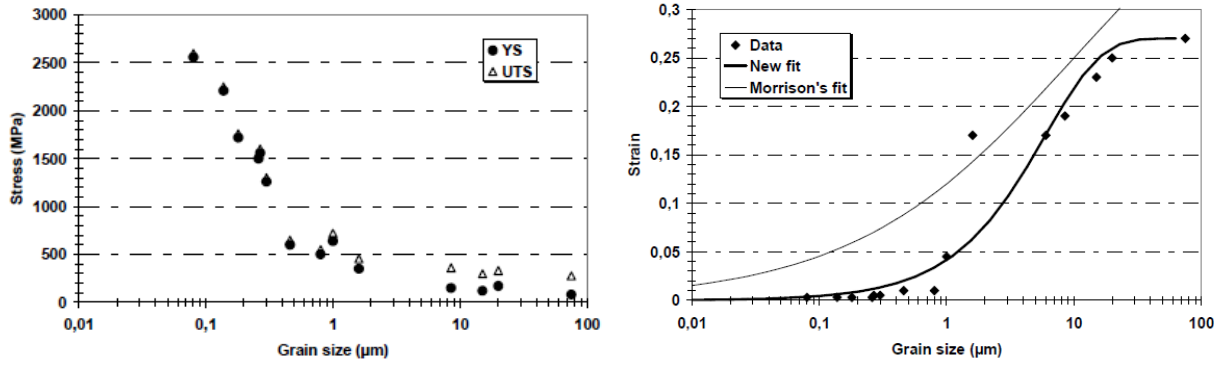 3000
2500
2000
1500
1000
500
0
Stress (MPa)
YS
UTS
0,01
0,1
1
10
100
Grain size (µm)
0,3
0,25
0,2
0,15
0,1
0,05
0
Strain
Data
New fit
Morrison's fit
0,01
0,1
1
10
100
Grain size (µm)